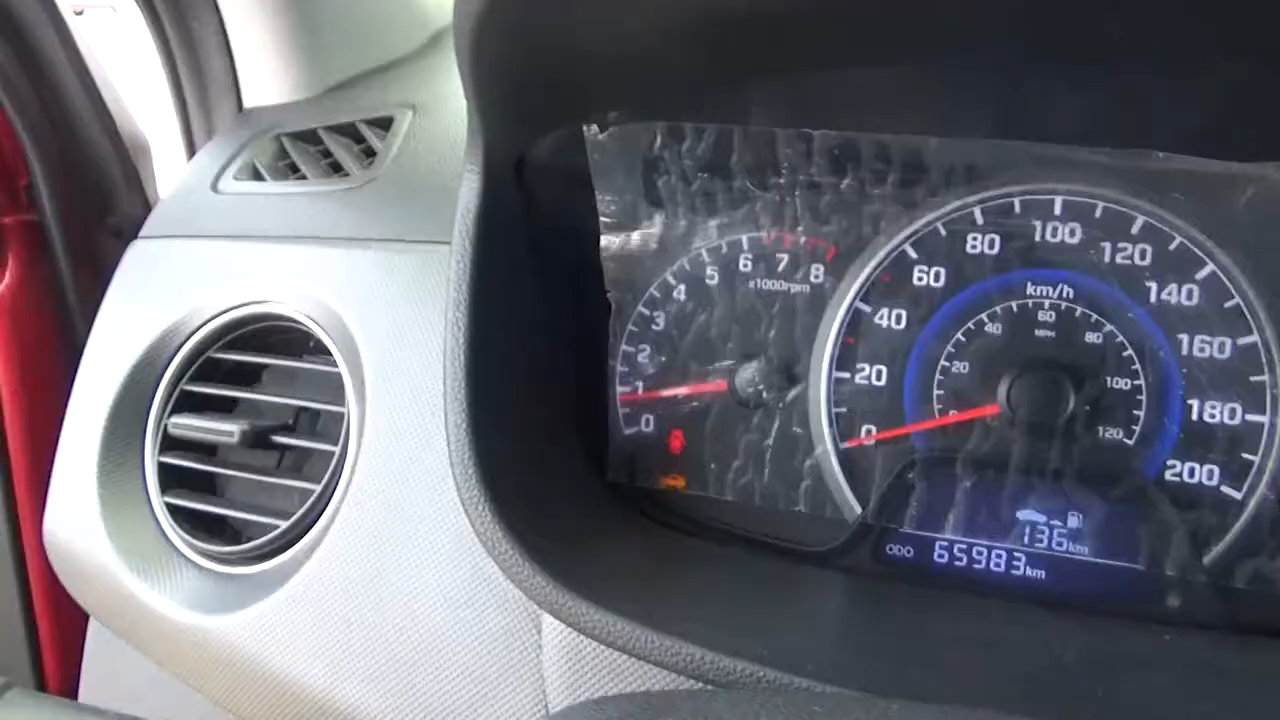 0 1 2 3 4 5 6 7 8
x1000rpm
0 20 40 60 80 100 120 140 160 180 200
km/h
0 20 40 60 80 100 120
MPH
136km
ODO 65983km